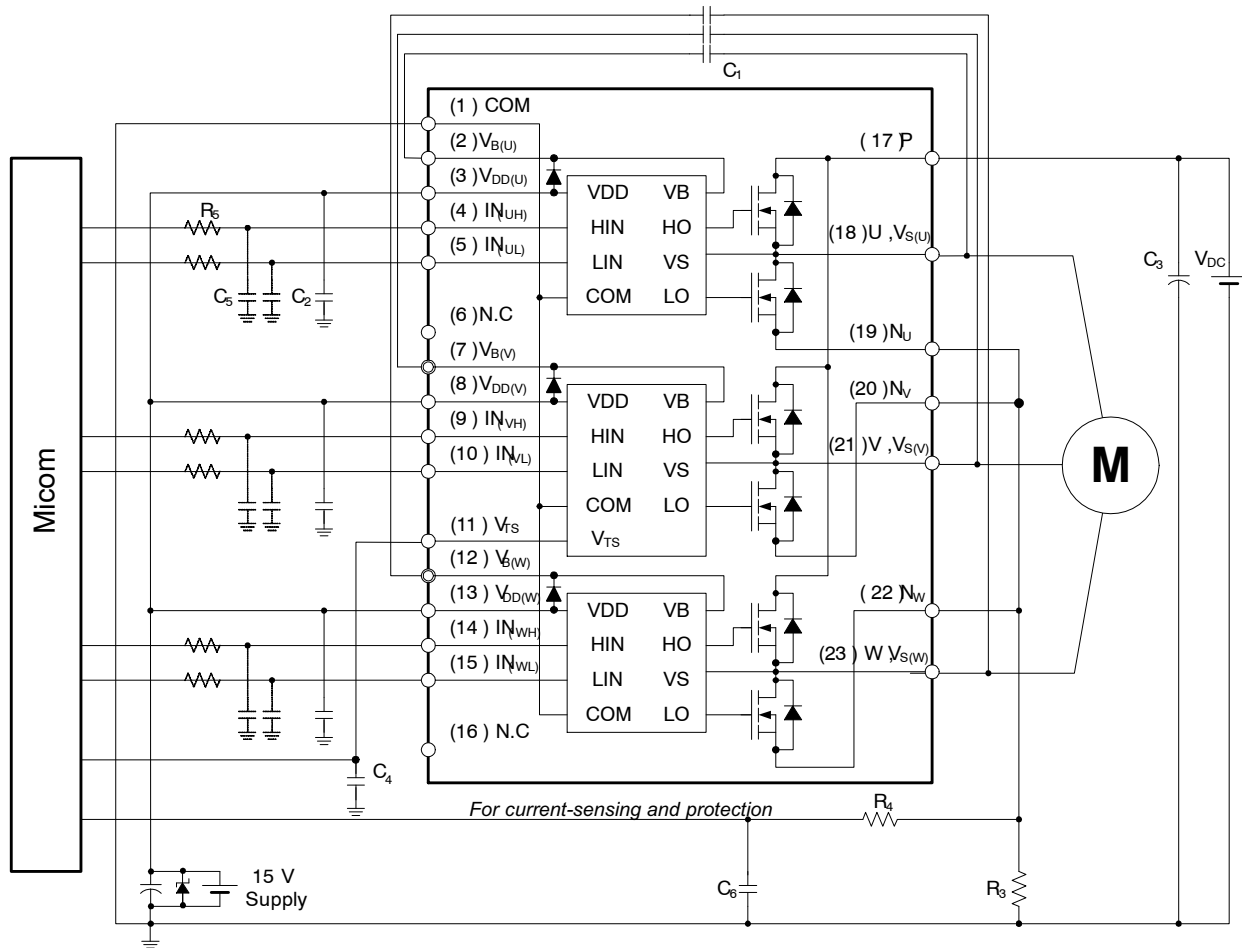 C1
(1 ) COM
(2 )VB(U)
(3 )VDD(U)
(4 ) IN(UH)
(5 ) IN(UL)
(6 )N.C
(7 )VB(V)
(8 )VDD(V)
(9 ) IN(VH)
(10 ) IN(VL)
(11 ) VTS
(12 ) VB(W)
(13 ) VDD(W)
(14 ) IN(WH)
(15 ) IN(WL)
(16 ) N.C
( 17 )P
(18 )U ,VS(U)
(19 )NU
(20 )NV
(21 )V ,VS(V)
( 22 )NW
(23 ) W,VS(W)
VDD VB
HIN HO
LIN VS
COM LO
VDD VB
HIN HO
LIN VS
COM LO
VTS
VDD VB
HIN HO
LIN VS
COM LO
Micom
R5
C5
C2
C4
C3
VDC
M
For current-sensing and protection
R4
15 V
Supply
C6
R3